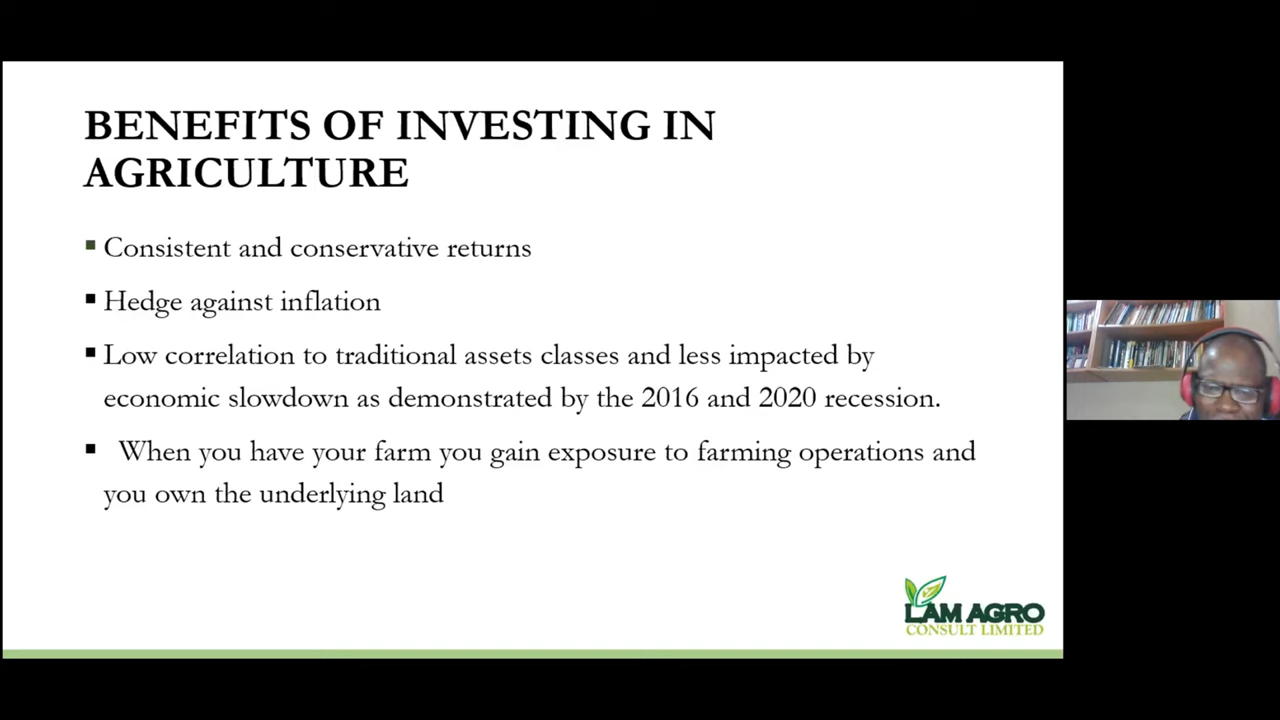 BENEFITS OF INVESTING IN
AGRICULTURE
▪ Consistent and conservative returns
▪ Hedge against inflation
▪ Low correlation to traditional assets classes and less impacted by
economic slowdown as demonstrated by the 2016 and 2020 recession.
▪ When you have your farm you gain exposure to farming operations and
you own the underlying land
LAM AGRO
CONSULT LIMITED